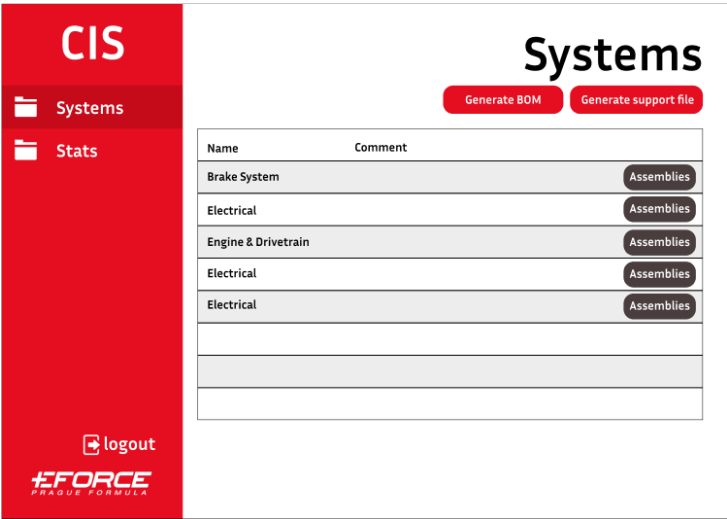 CIS
Systems
Stats
logout
EFORCE
PRAGUE FORMULA
Systems
Generate BOM Generate support file
Name Comment
Brake System Assemblies
Electrical Assemblies
Engine & Drivetrain Assemblies
Electrical Assemblies
Electrical Assemblies